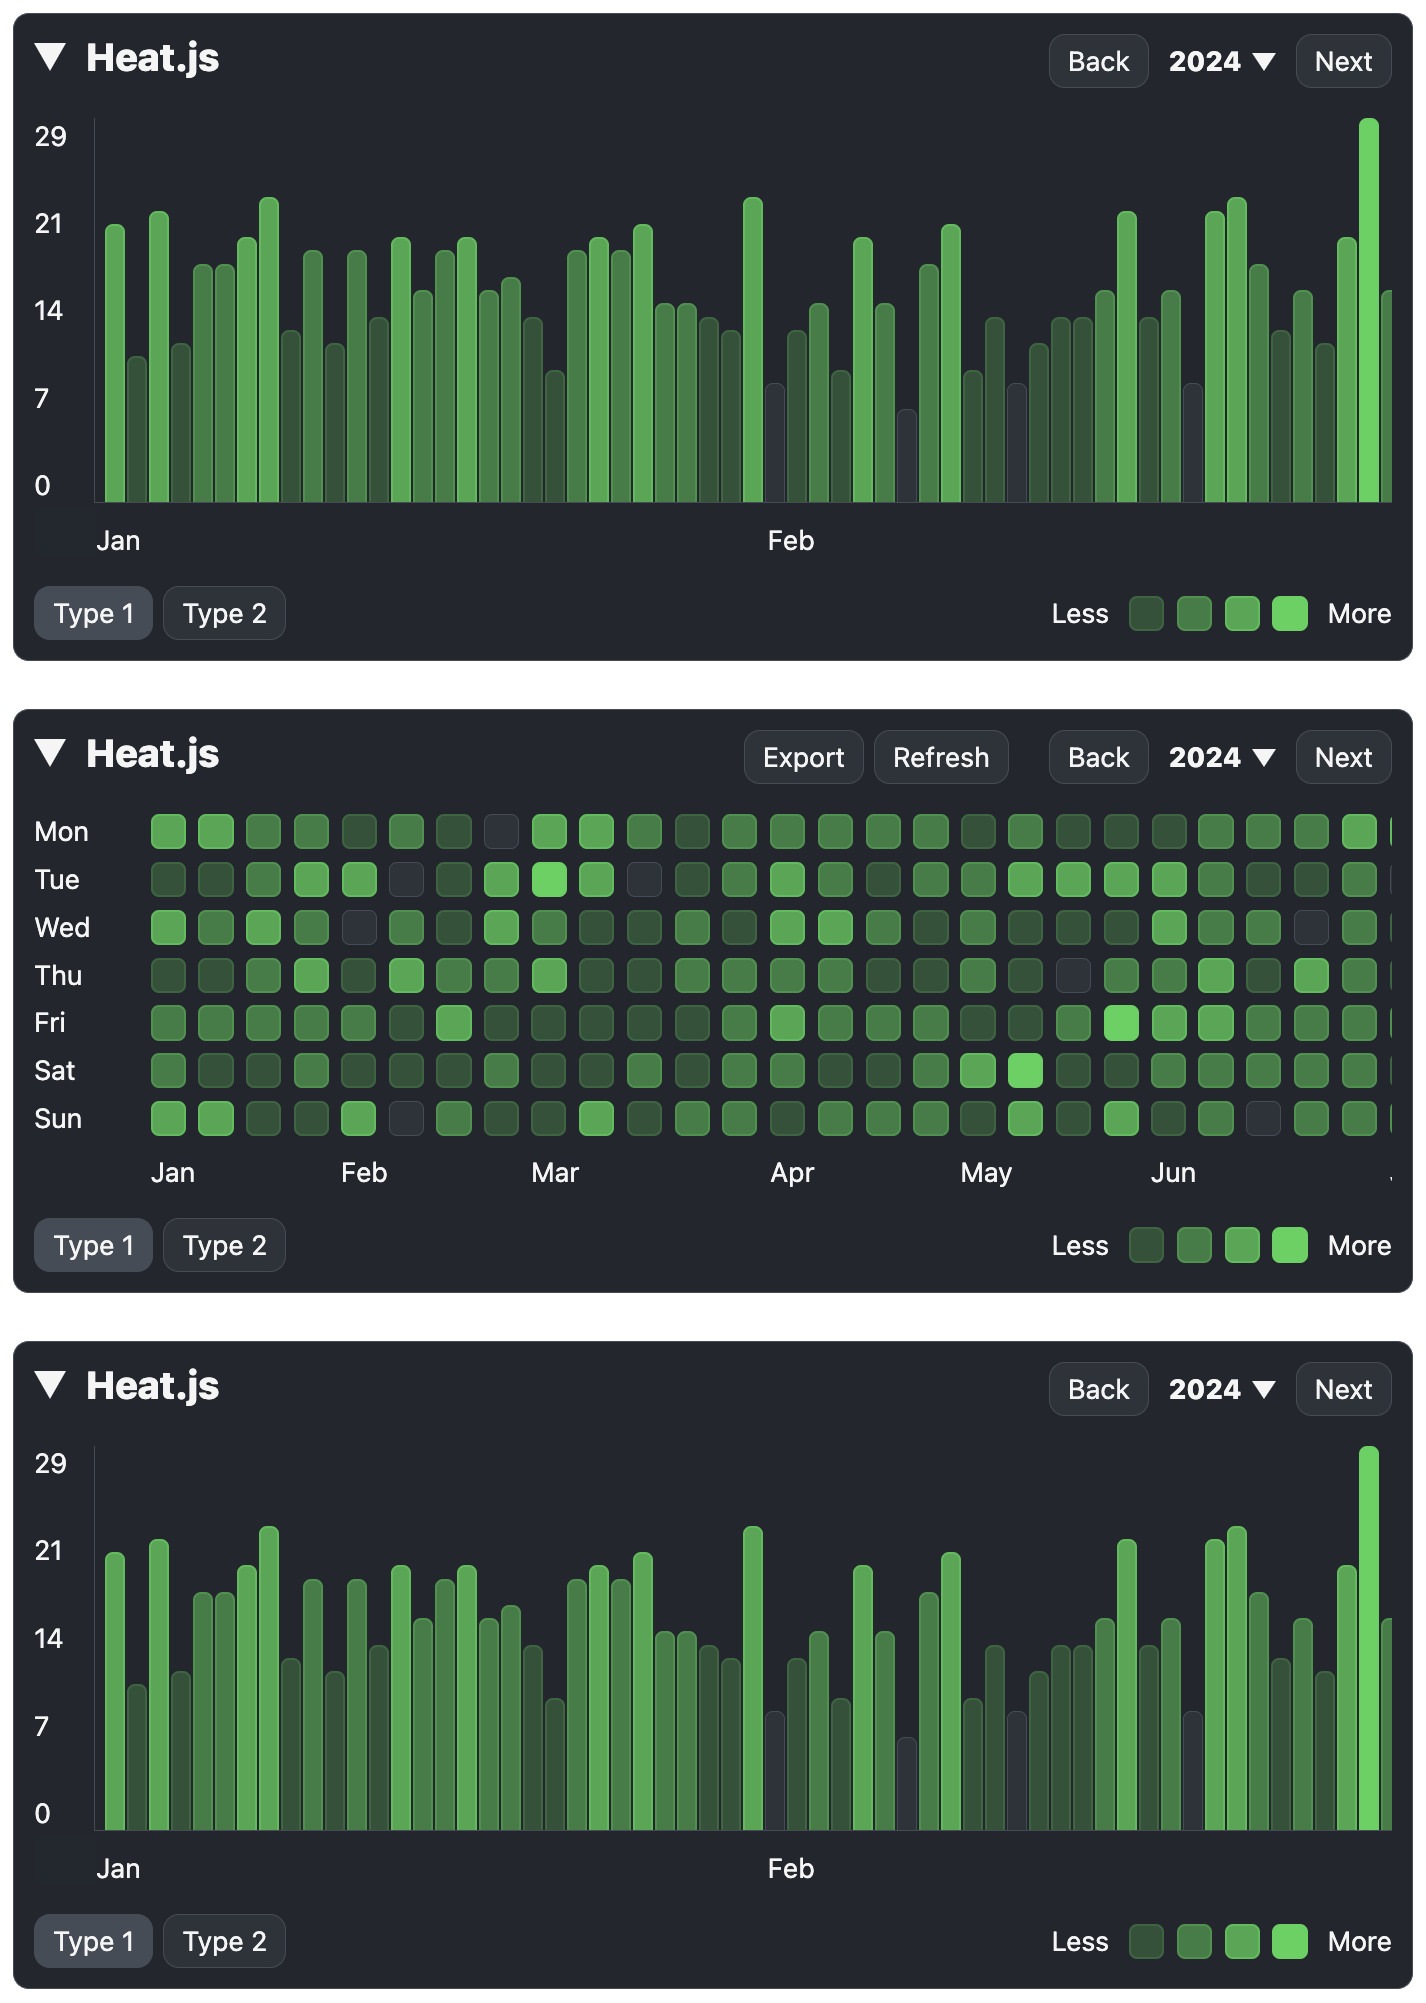 Heat.js
Back 2024 Next
29
21
14
7
0
Jan Feb
Type 1 Type 2 Less More
Heat.js
Export Refresh Back 2024 Next
Mon
Tue
Wed
Thu
Fri
Sat
Sun
Jan Feb Mar Apr May Jun
Type 1 Type 2 Less More
Heat.js
Back 2024 Next
29
21
14
7
0
Jan Feb
Type 1 Type 2 Less More